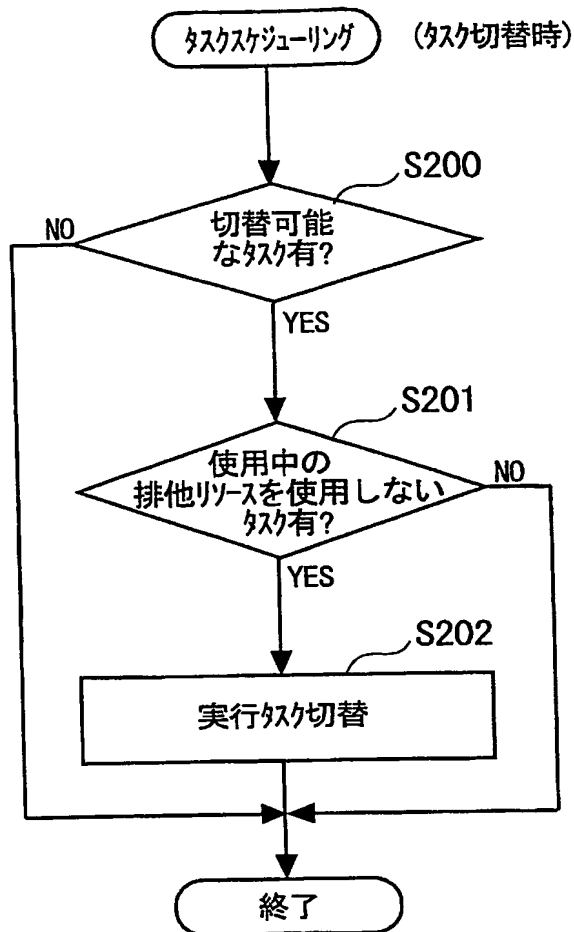 タスクスケジューリング (タスク切替時)
S200
切替可能
なタスク有?
NO
YES
S201
使用中の
排他リソースを使用しない
タスク有?
NO
YES
S202
実行タスク切替
終了